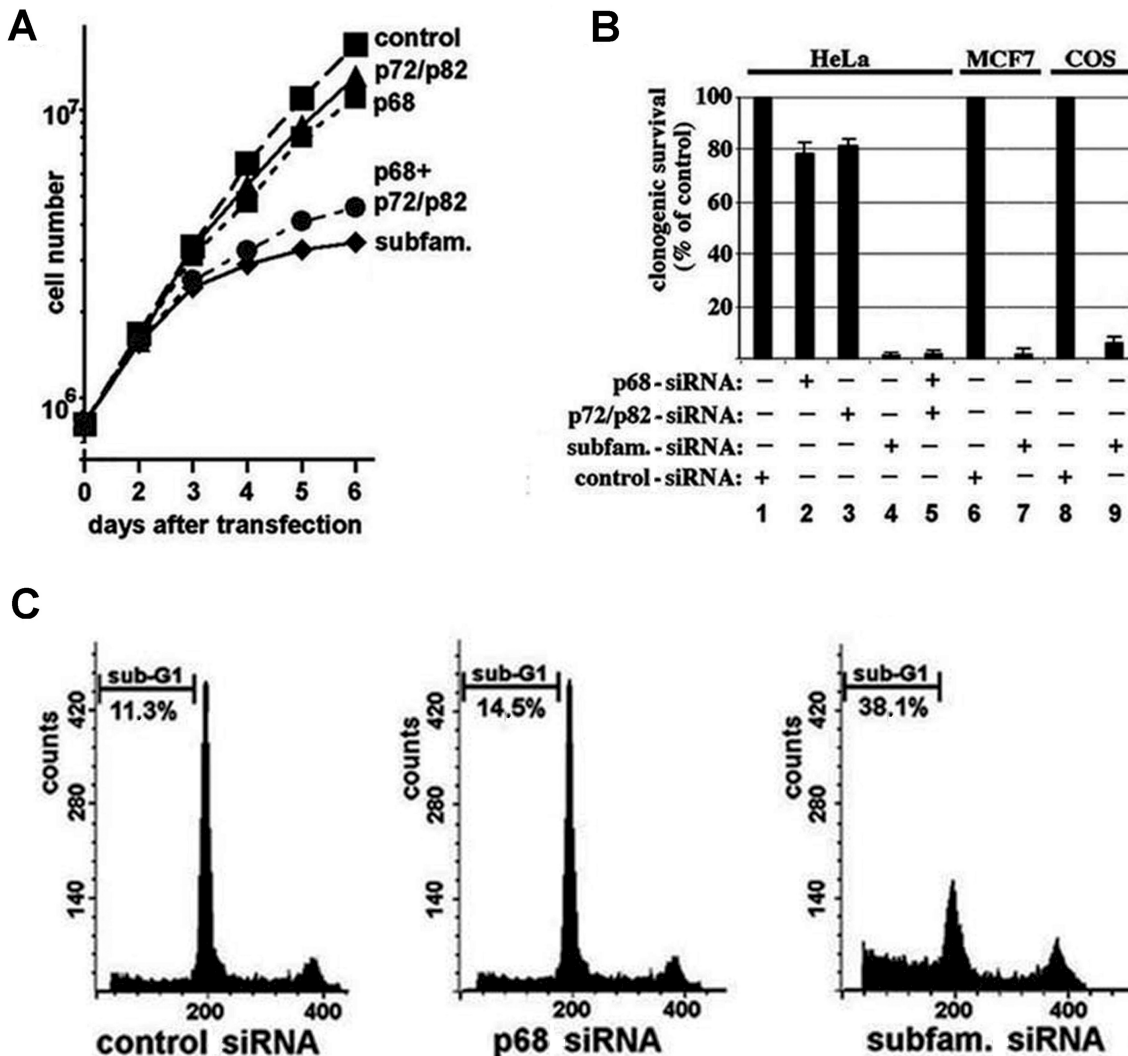 A
control
p72/p82
p68
p68+
p72/p82
subfam.
10^7
10^6
cell number
0 2 3 4 5 6
days after transfection
B
HeLa MCF7 COS
clonogenic survival
(% of control)
100
80
60
40
20
p68-siRNA: – + – – + – – – –
p72/p82-siRNA: – – + – + – – – –
subfam.-siRNA: – – – + – – + – +
control-siRNA: + – – – – + – + –
1 2 3 4 5 6 7 8 9
C
sub-G1
11.3%
counts
420
280
140
200 400
control siRNA
sub-G1
14.5%
counts
420
280
140
200 400
p68 siRNA
sub-G1
38.1%
counts
420
280
140
200 400
subfam. siRNA